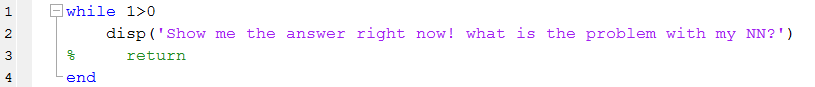 1 while 1>0
2 disp('Show me the answer right now! what is the problem with my NN?')
3 % return
4 end